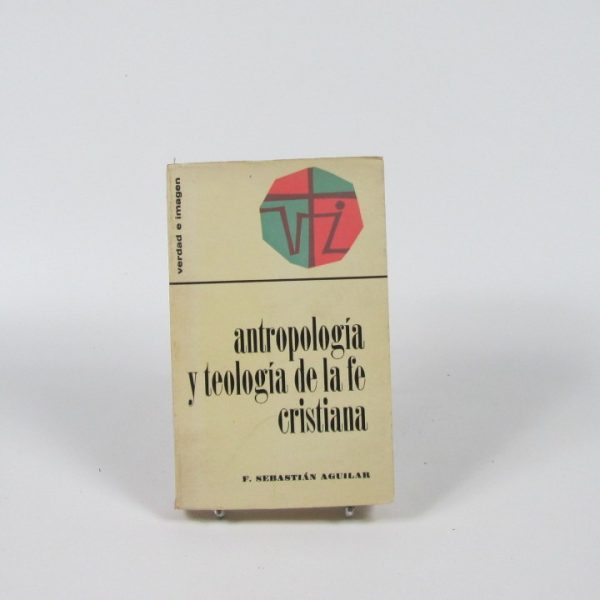 verdad e imagen
vi
antropología
y teología de la fe
cristiana
F. SEBASTIÁN AGUILAR